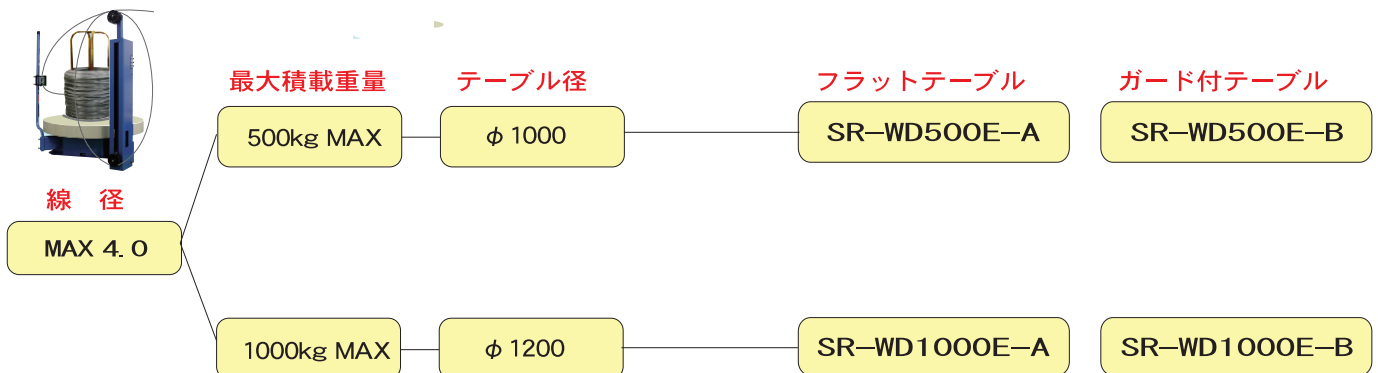 最大積載重量 テーブル径 フラットテーブル ガード付テーブル
500kg MAX φ1000 SR-WD500E-A SR-WD500E-B
線 径
MAX 4.0
1000kg MAX φ1200 SR-WD1000E-A SR-WD1000E-B